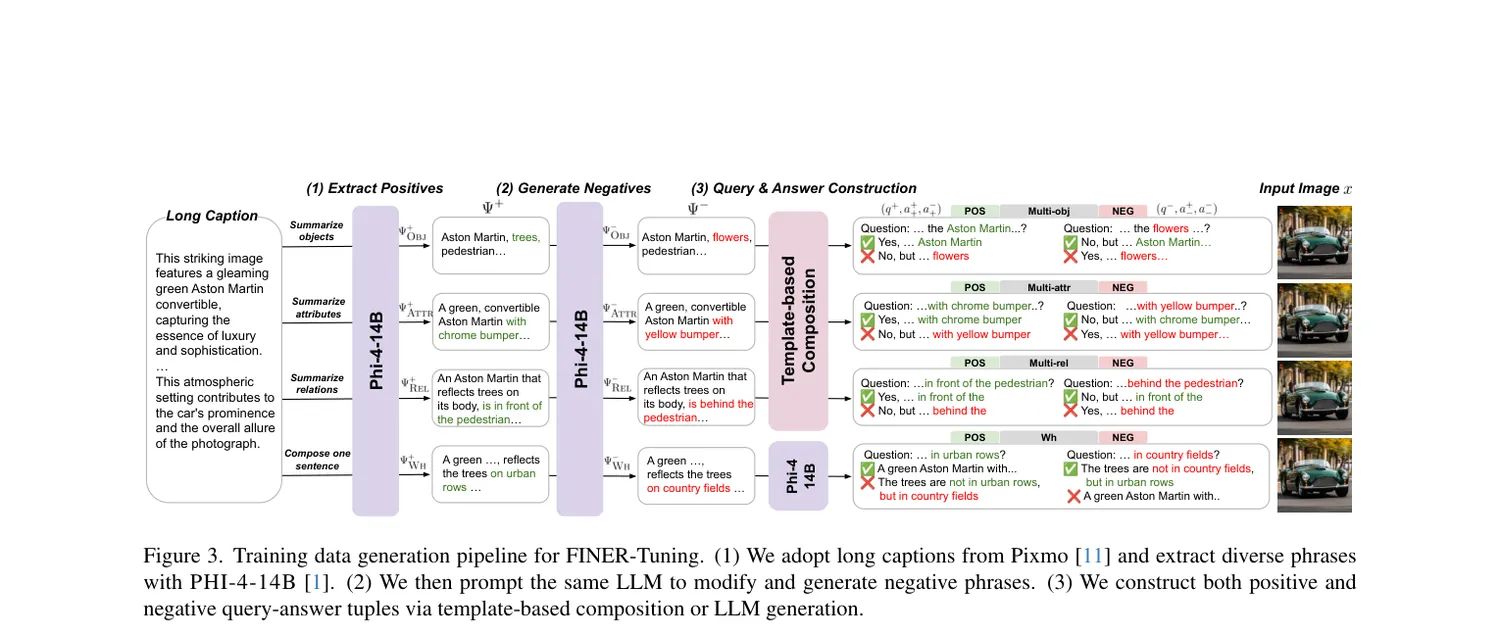 (1) Extract Positives
(2) Generate Negatives
(3) Query & Answer Construction
Input Image x
Long Caption
This striking image
features a gleaming
green Aston Martin
convertible,
capturing the
essence of luxury
and sophistication.
…
This atmospheric
setting contributes to
the car's prominence
and the overall allure
of the photograph.
Summarize
objects
Summarize
attributes
Summarize
relations
Compose one
sentence
Phi-4-14B
Ψ+
Ψ+OBJ
Aston Martin, trees,
pedestrian…
Ψ+ATTR
A green, convertible
Aston Martin with
chrome bumper…
Ψ+REL
An Aston Martin that
reflects trees on
its body, is in front of
the pedestrian…
Ψ+WH
A green …, reflects
the trees on urban
rows …
Phi-4-14B
Ψ−
Ψ−OBJ
Aston Martin, flowers,
pedestrian…
Ψ−ATTR
A green, convertible
Aston Martin with
yellow bumper…
Ψ−REL
An Aston Martin that
reflects trees on
its body, is behind the
pedestrian…
Ψ−WH
A green …,
reflects the trees
on country fields …
Template-based
Composition
Phi-4
14B
(q+, a++, a+−) POS Multi-obj NEG (q−, a+−, a−−)
Question: … the Aston Martin...?
✅ Yes, … Aston Martin
❌ No, but … flowers
Question: … the flowers …?
✅ No, but … Aston Martin…
❌ Yes, … flowers…
POS Multi-attr NEG
Question: …with chrome bumper..?
✅ Yes, … with chrome bumper
❌ No, but … with yellow bumper
Question: …with yellow bumper..?
✅ No, but … with chrome bumper…
❌ Yes, … with yellow bumper…
POS Multi-rel NEG
Question: …in front of the pedestrian?
✅ Yes, … in front of the
❌ No, but … behind the
Question: …behind the pedestrian?
✅ No, but … in front of the
❌ Yes, … behind the
POS Wh NEG
Question: … in urban rows?
✅ A green Aston Martin with...
❌ The trees are not in urban rows,
but in country fields
Question: … in country fields?
✅ The trees are not in country fields,
but in urban rows
❌ A green Aston Martin with..
Figure 3. Training data generation pipeline for FINER-Tuning. (1) We adopt long captions from Pixmo [11] and extract diverse phrases
with PHI-4-14B [1]. (2) We then prompt the same LLM to modify and generate negative phrases. (3) We construct both positive and
negative query-answer tuples via template-based composition or LLM generation.